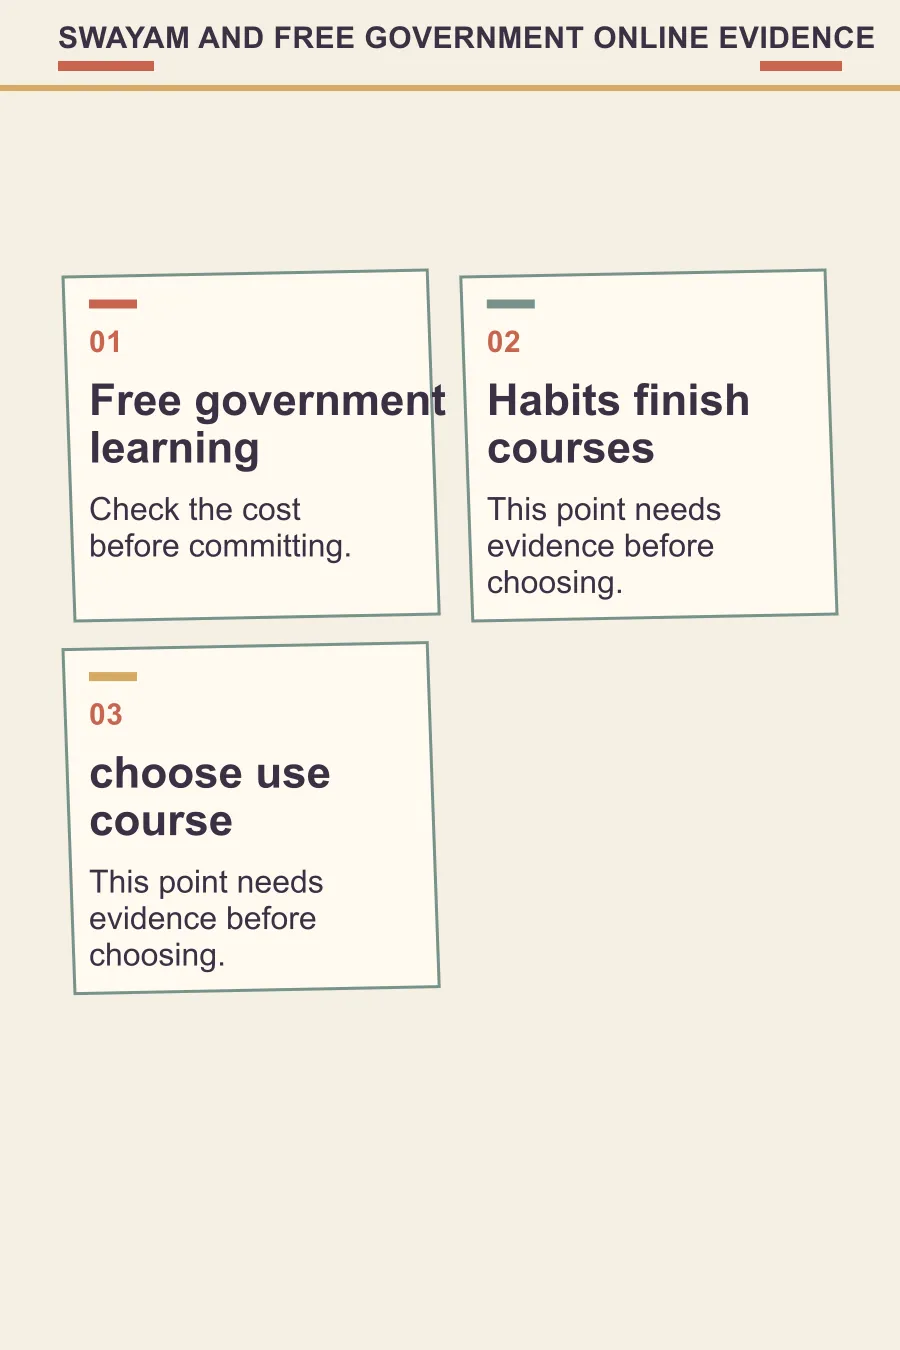 SWAYAM AND FREE GOVERNMENT ONLINE EVIDENCE
01
Free government
learning
Check the cost
before committing.
02
Habits finish
courses
This point needs
evidence before
choosing.
03
choose use
course
This point needs
evidence before
choosing.